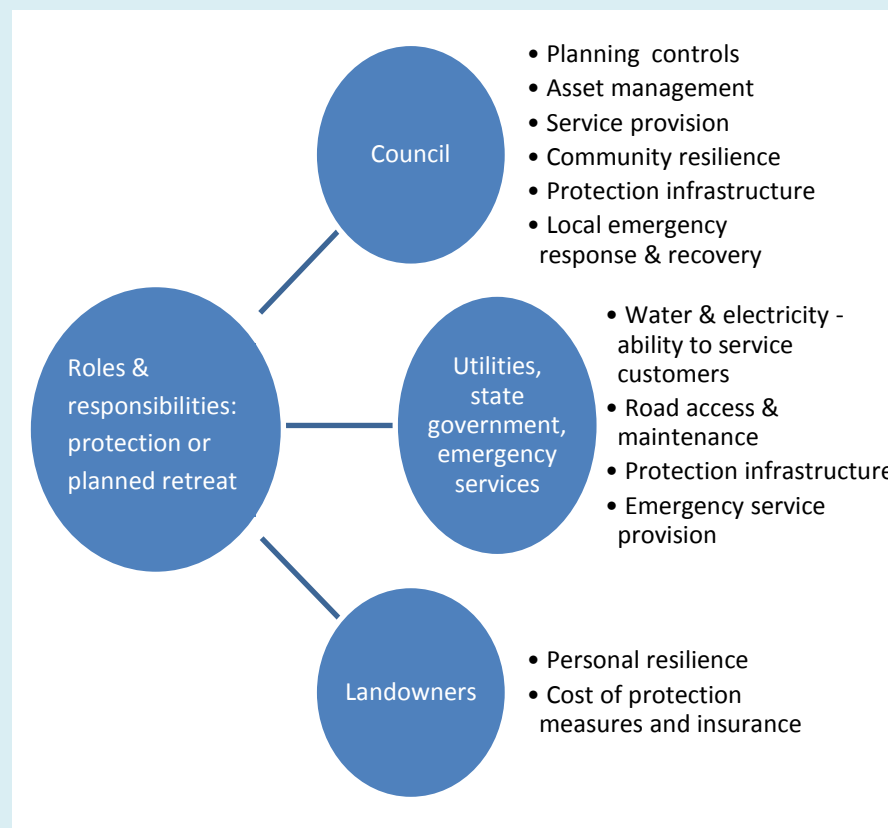 • Planning controls
• Asset management
• Service provision
• Community resilience
• Protection infrastructure
• Local emergency
response & recovery
Council
Roles &
responsibilities:
protection or
planned retreat
Utilities,
state
government,
emergency
services
• Water & electricity -
ability to service
customers
• Road access &
maintenance
• Protection infrastructure
• Emergency service
provision
Landowners
• Personal resilience
• Cost of protection
measures and insurance